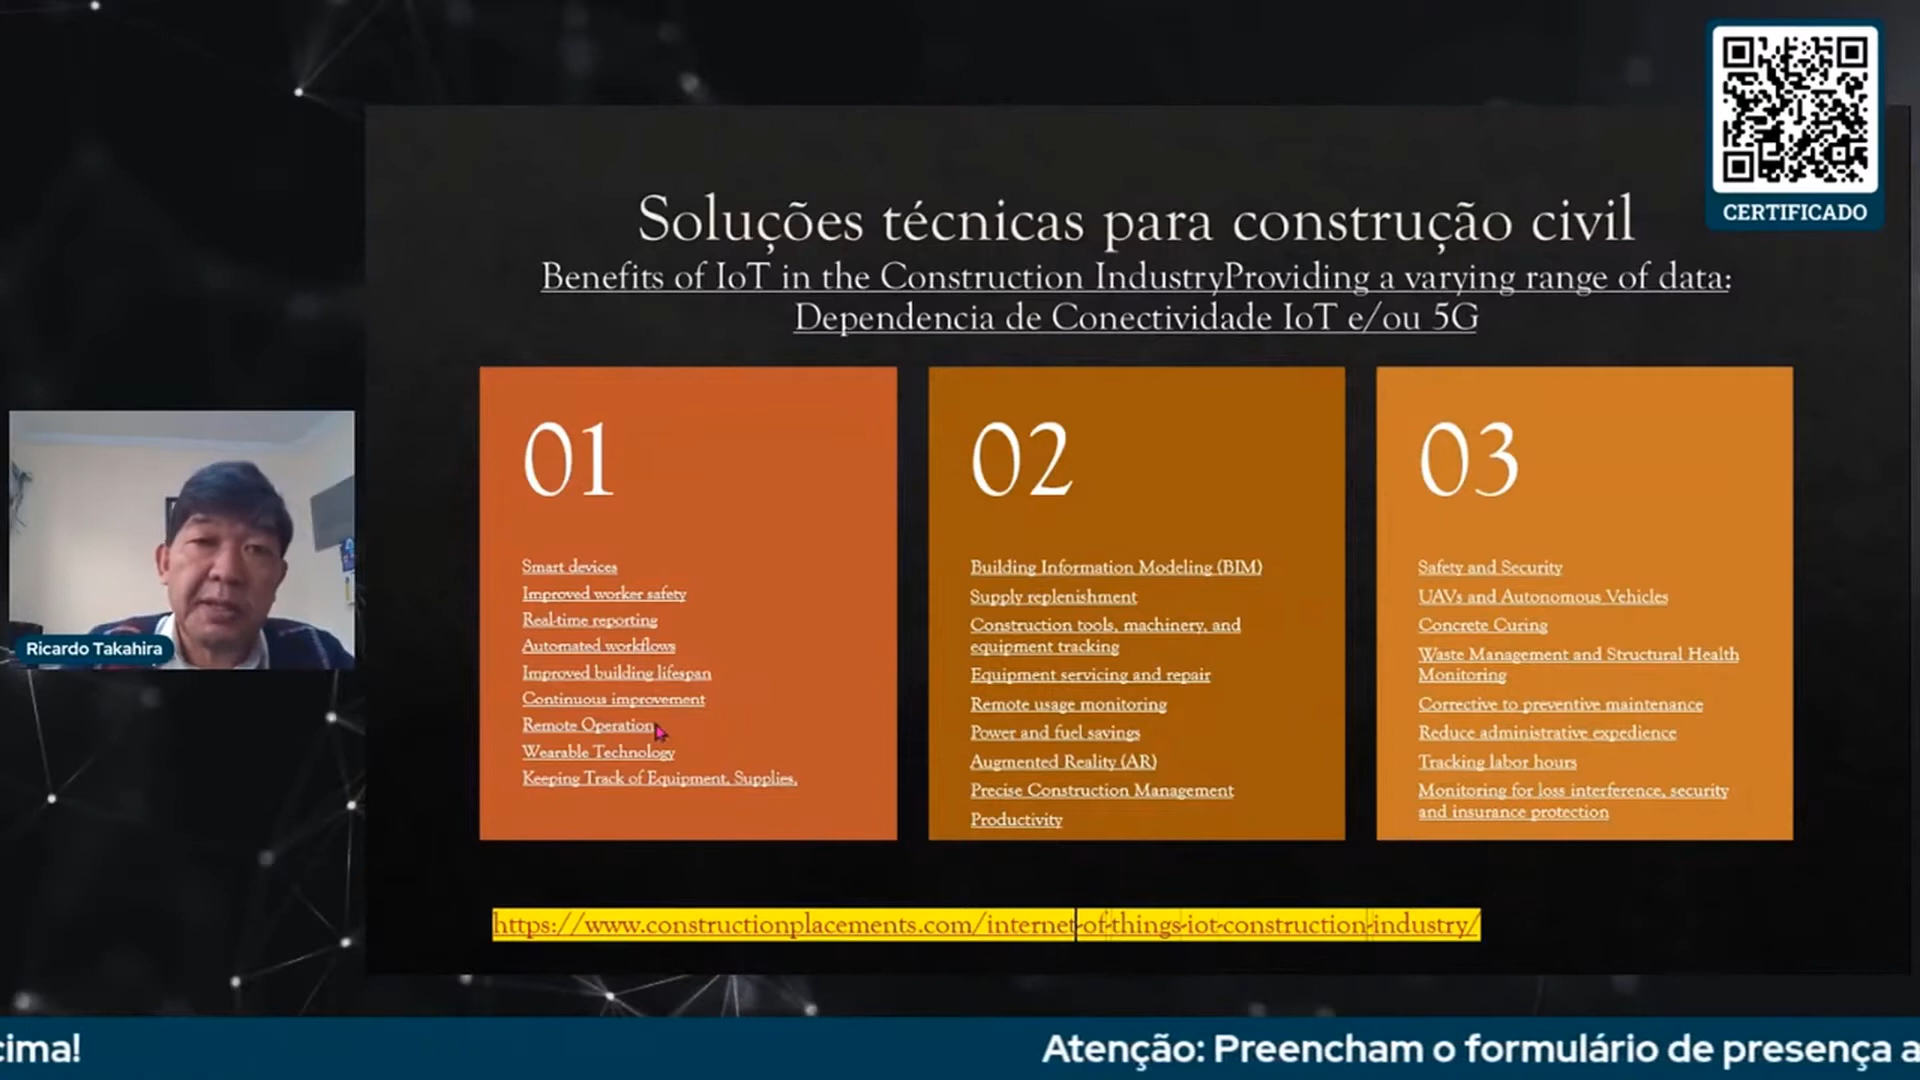 CERTIFICADO
Soluções técnicas para construção civil
Benefits of IoT in the Construction IndustryProviding a varying range of data:
Dependencia de Conectividade IoT e/ou 5G
01
Smart devices
Improved worker safety
Real-time reporting
Automated workflows
Improved building lifespan
Continuous improvement
Remote Operation
Wearable Technology
Keeping Track of Equipment, Supplies,
02
Building Information Modeling (BIM)
Supply replenishment
Construction tools, machinery, and
equipment tracking
Equipment servicing and repair
Remote usage monitoring
Power and fuel savings
Augmented Reality (AR)
Precise Construction Management
Productivity
03
Safety and Security
UAVs and Autonomous Vehicles
Concrete Curing
Waste Management and Structural Health
Monitoring
Corrective to preventive maintenance
Reduce administrative expedience
Tracking labor hours
Monitoring for loss interference, security
and insurance protection
Ricardo Takahira
https://www.constructionplacements.com/internet-of-things-iot-construction-industry/
cima!
Atenção: Preencham o formulário de presença a